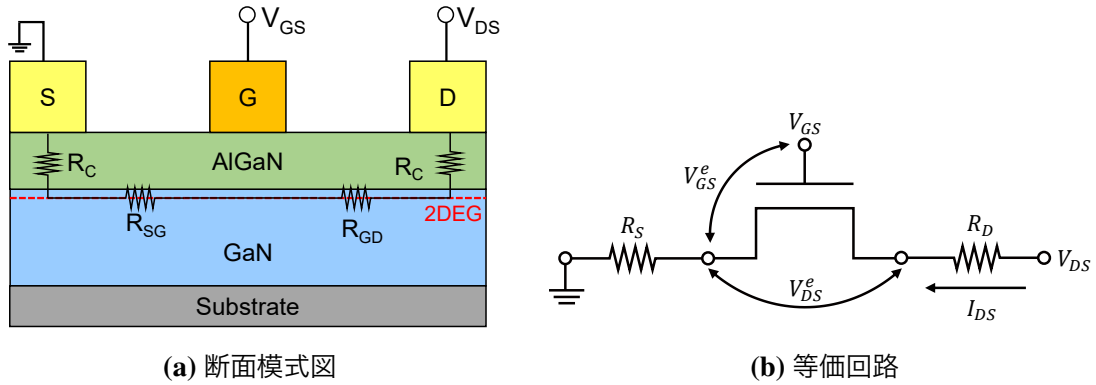 V_GS
V_DS
S
G
D
R_C
AlGaN
R_C
2DEG
R_SG
R_GD
GaN
Substrate
(a) 断面模式図
V_GS
V^e_GS
R_S
R_D
V_DS
V^e_DS
I_DS
(b) 等価回路